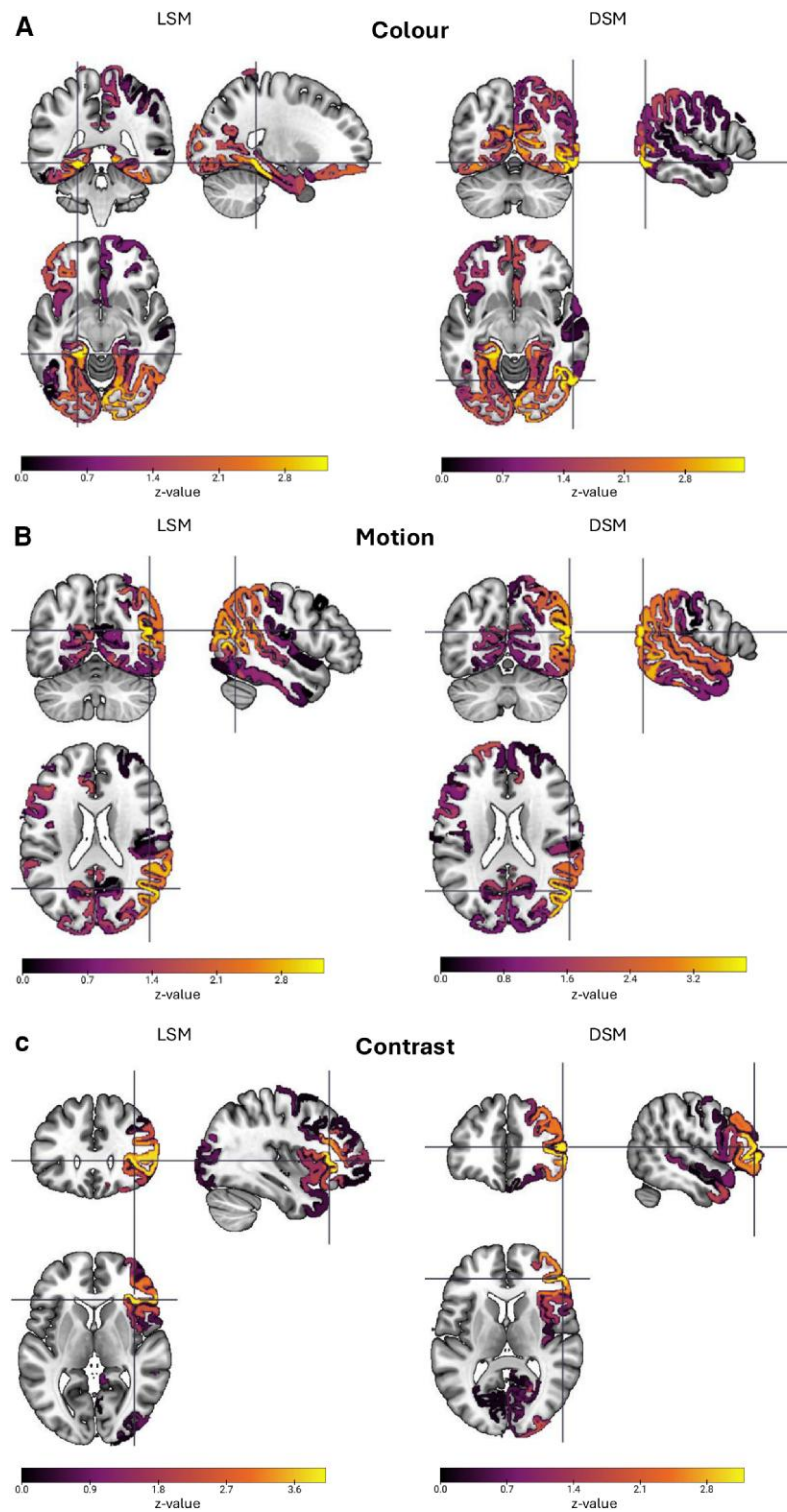 A LSM Colour DSM
0.0 0.7 1.4 2.1 2.8
z-value
0.0 0.7 1.4 2.1 2.8
z-value
B LSM Motion DSM
0.0 0.7 1.4 2.1 2.8
z-value
0.0 0.8 1.6 2.4 3.2
z-value
c LSM Contrast DSM
0.0 0.9 1.8 2.7 3.6
z-value
0.0 0.7 1.4 2.1 2.8
z-value